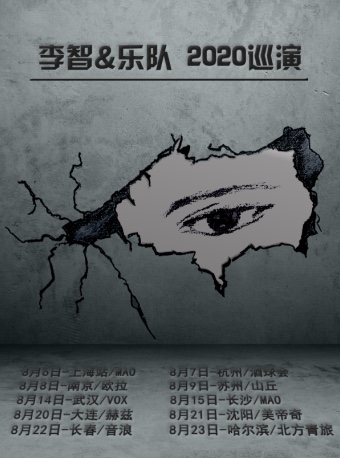 李智&乐队 2020巡演
8月6日-上海站/MAO 8月7日-杭州/酒球会
8月8日-南京/欧拉 8月9日-苏州/山丘
8月14日-武汉/VOX 8月15日-长沙/MAO
8月20日-大连/赫兹 8月21日-沈阳/美帝奇
8月22日-长春/音浪 8月23日-哈尔滨/北方青旅